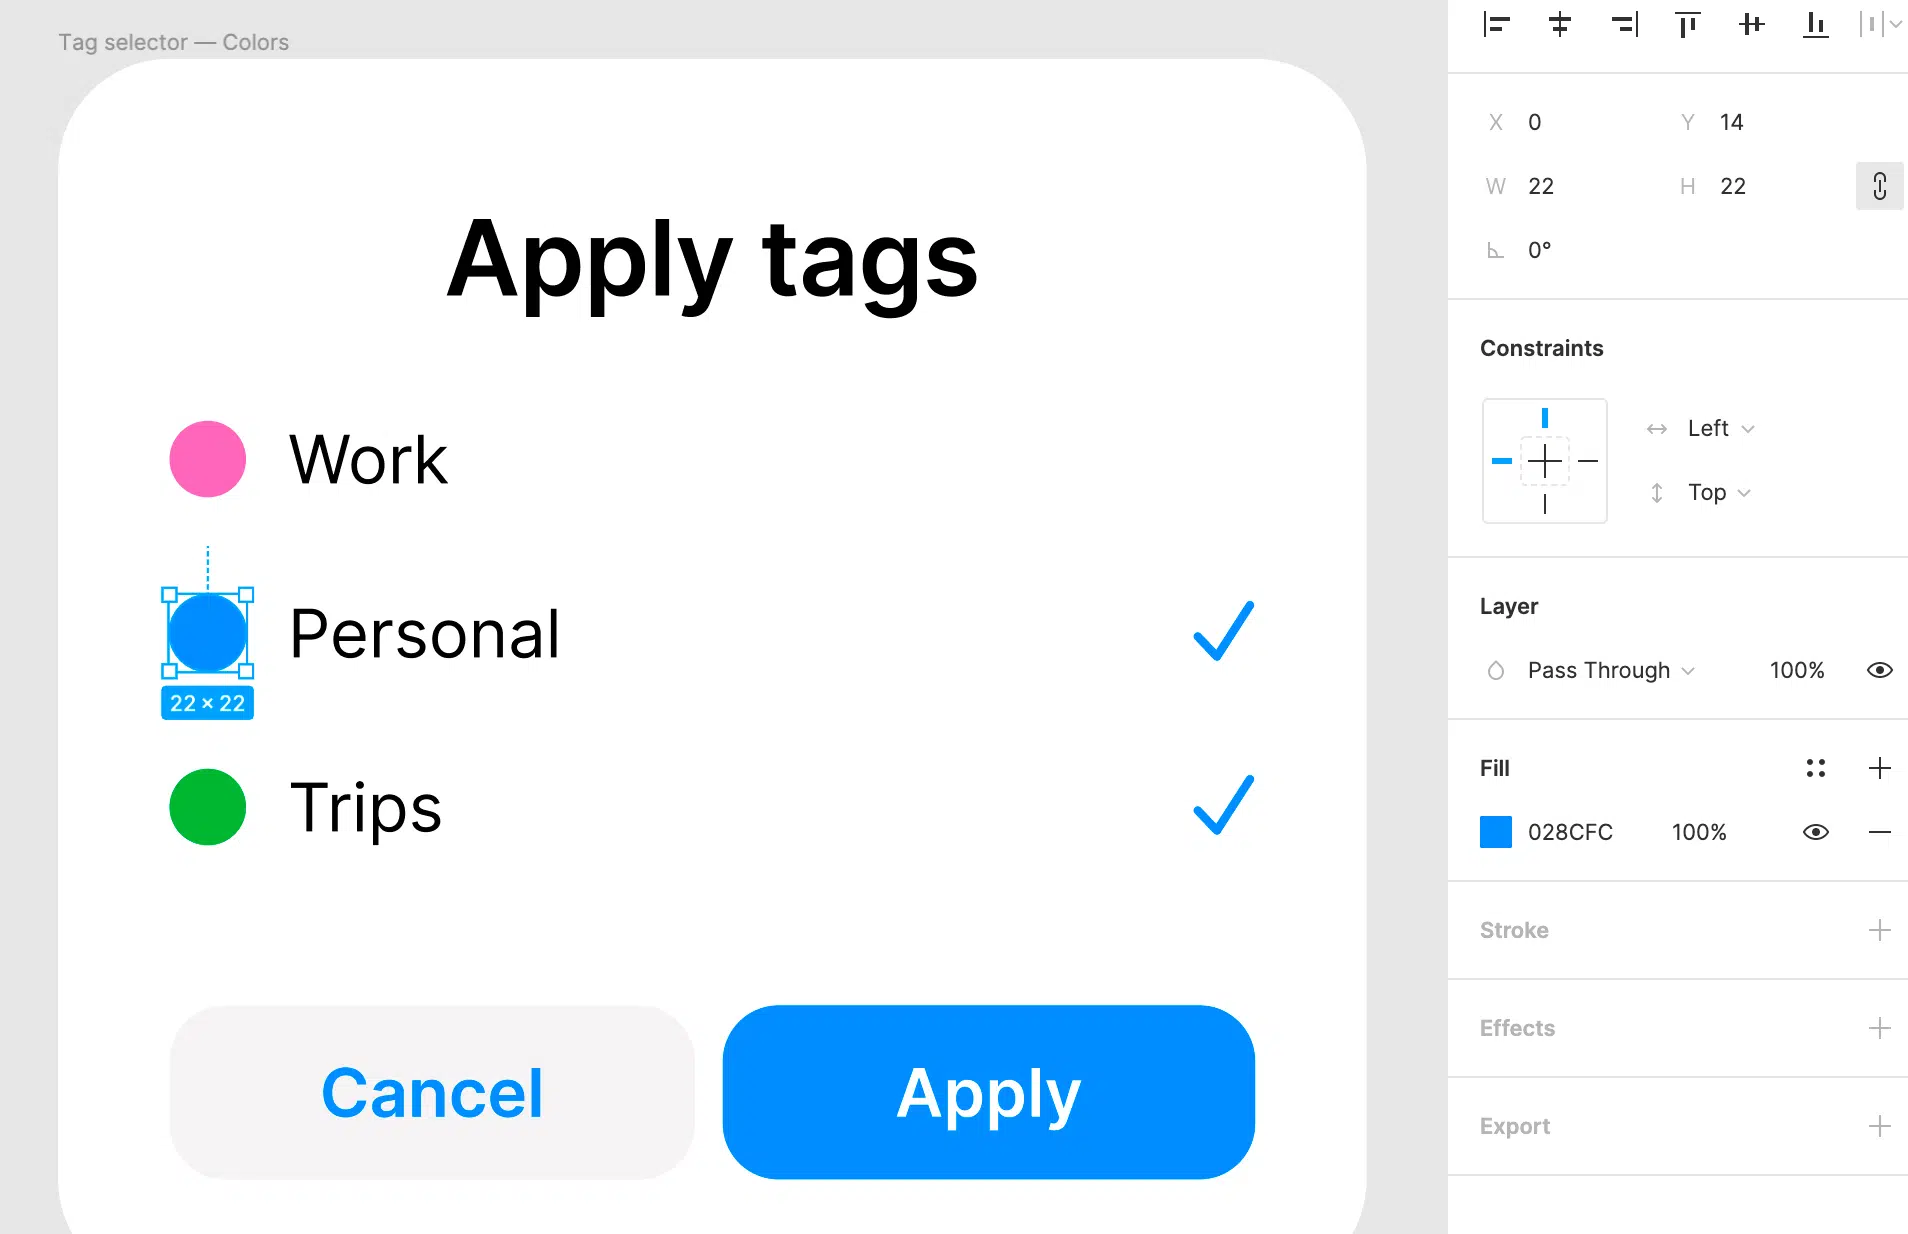 Tag selector — Colors
Apply tags
Work
Personal
22 × 22
Trips
Cancel
Apply
X 0 Y 14
W 22 H 22
0°
Constraints
Left
Top
Layer
Pass Through 100%
Fill
028CFC 100%
Stroke
Effects
Export